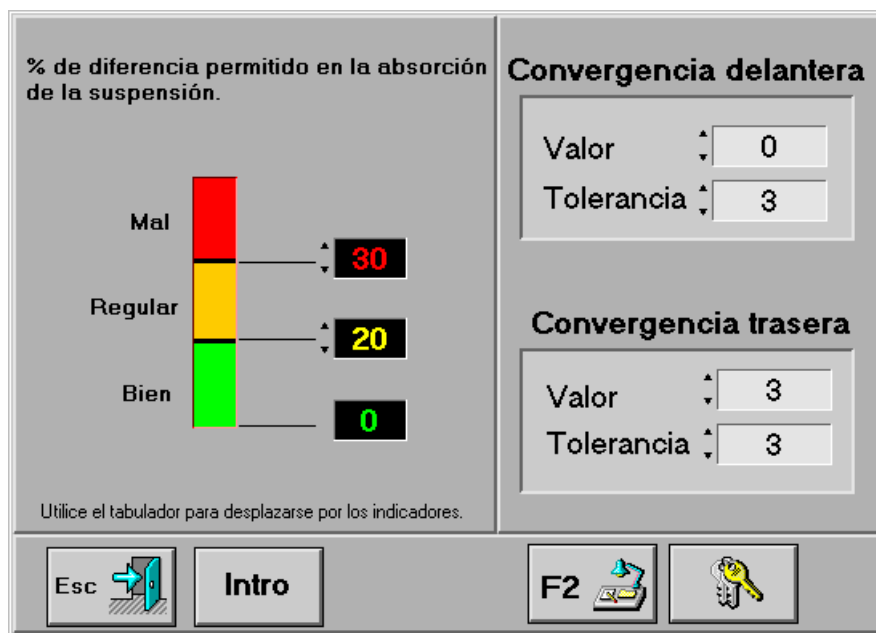 % de diferencia permitido en la absorción
de la suspensión.
Mal
30
Regular
20
Bien
0
Utilice el tabulador para desplazarse por los indicadores.
Convergencia delantera
Valor 0
Tolerancia 3
Convergencia trasera
Valor 3
Tolerancia 3
Esc
Intro
F2